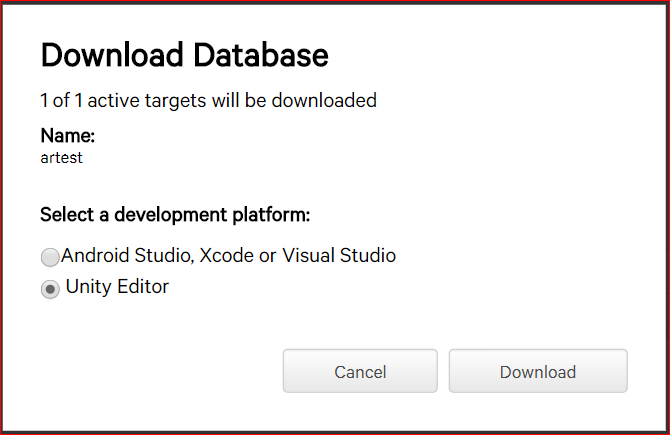 Download Database
1 of 1 active targets will be downloaded
Name:
artest
Select a development platform:
Android Studio, Xcode or Visual Studio
Unity Editor
Cancel
Download